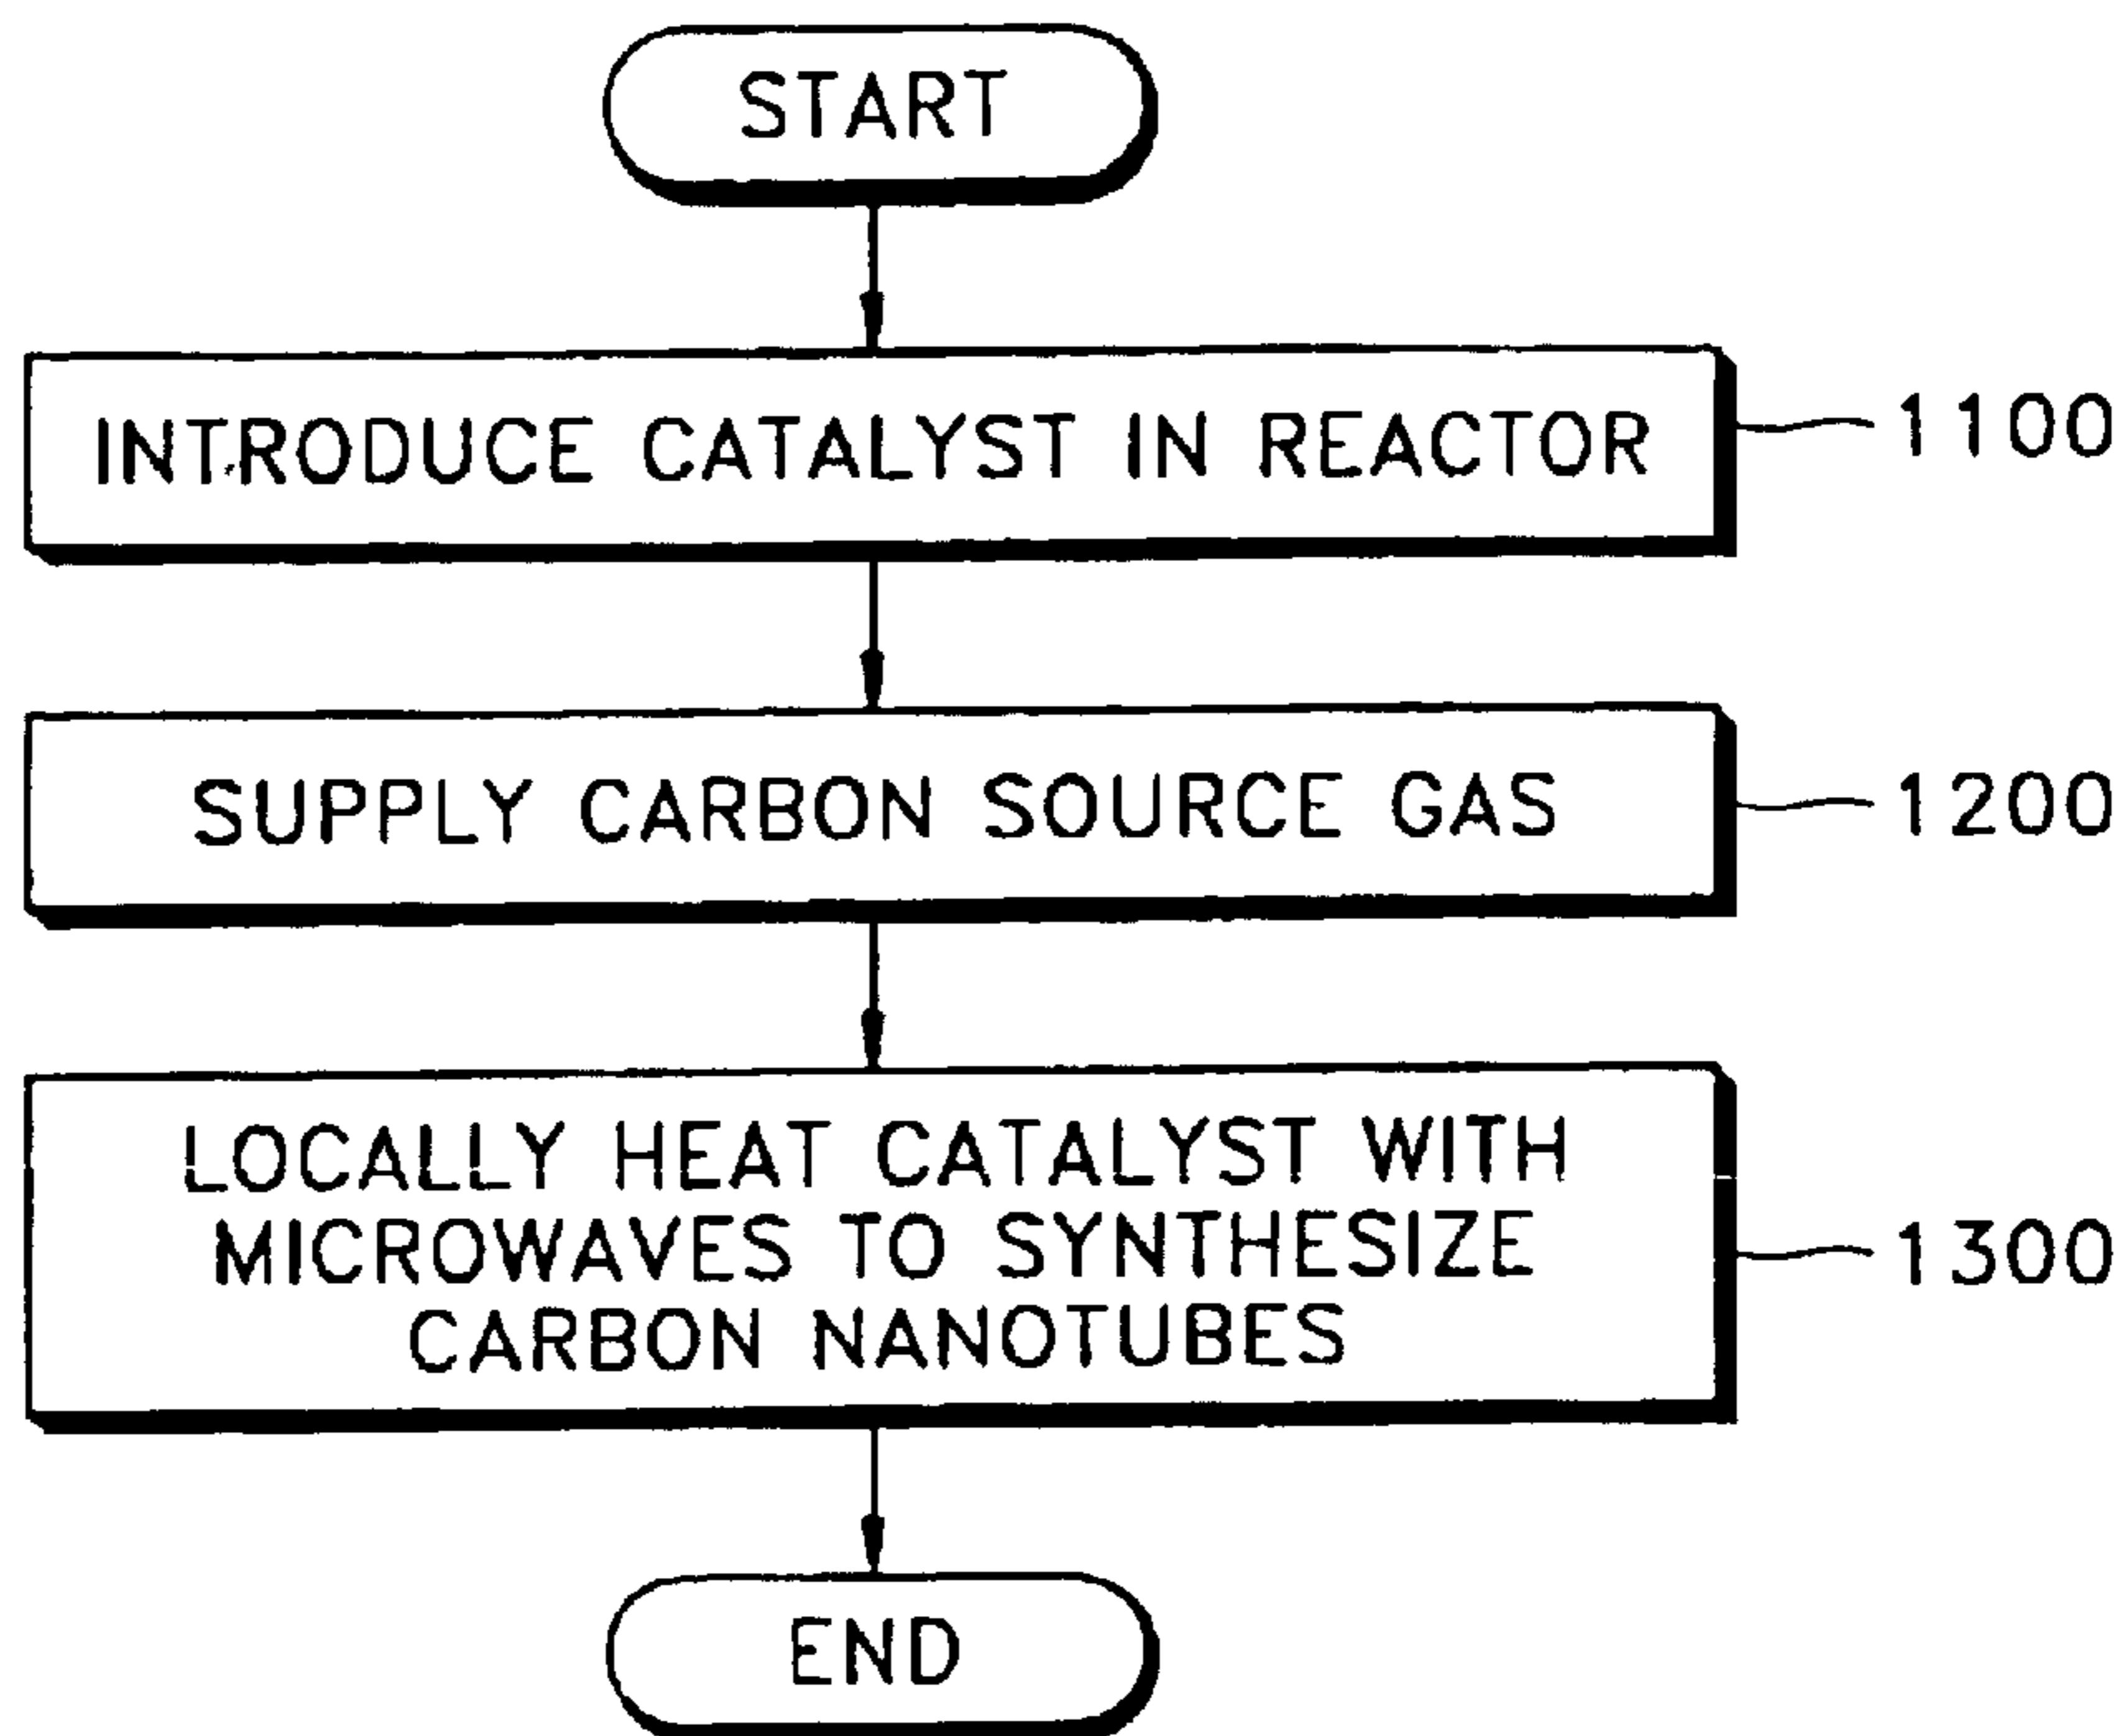 START
INTRODUCE CATALYST IN REACTOR
1100
SUPPLY CARBON SOURCE GAS
1200
LOCALLY HEAT CATALYST WITH
MICROWAVES TO SYNTHESIZE
CARBON NANOTUBES
1300
END